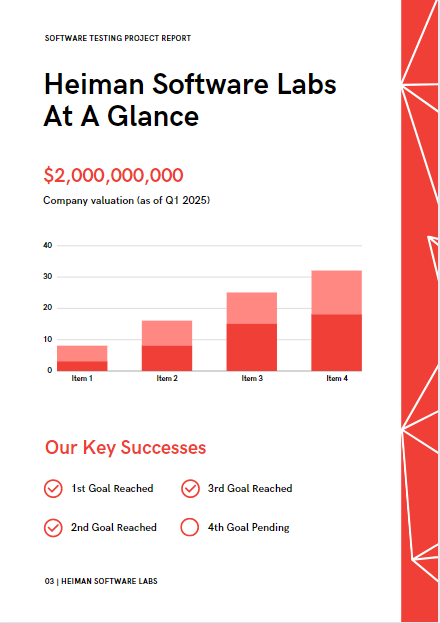 SOFTWARE TESTING PROJECT REPORT
Heiman Software Labs
At A Glance
$2,000,000,000
Company valuation (as of Q1 2025)
40
30
20
10
0
Item 1
Item 2
Item 3
Item 4
Our Key Successes
1st Goal Reached
3rd Goal Reached
2nd Goal Reached
4th Goal Pending
03 | HEIMAN SOFTWARE LABS